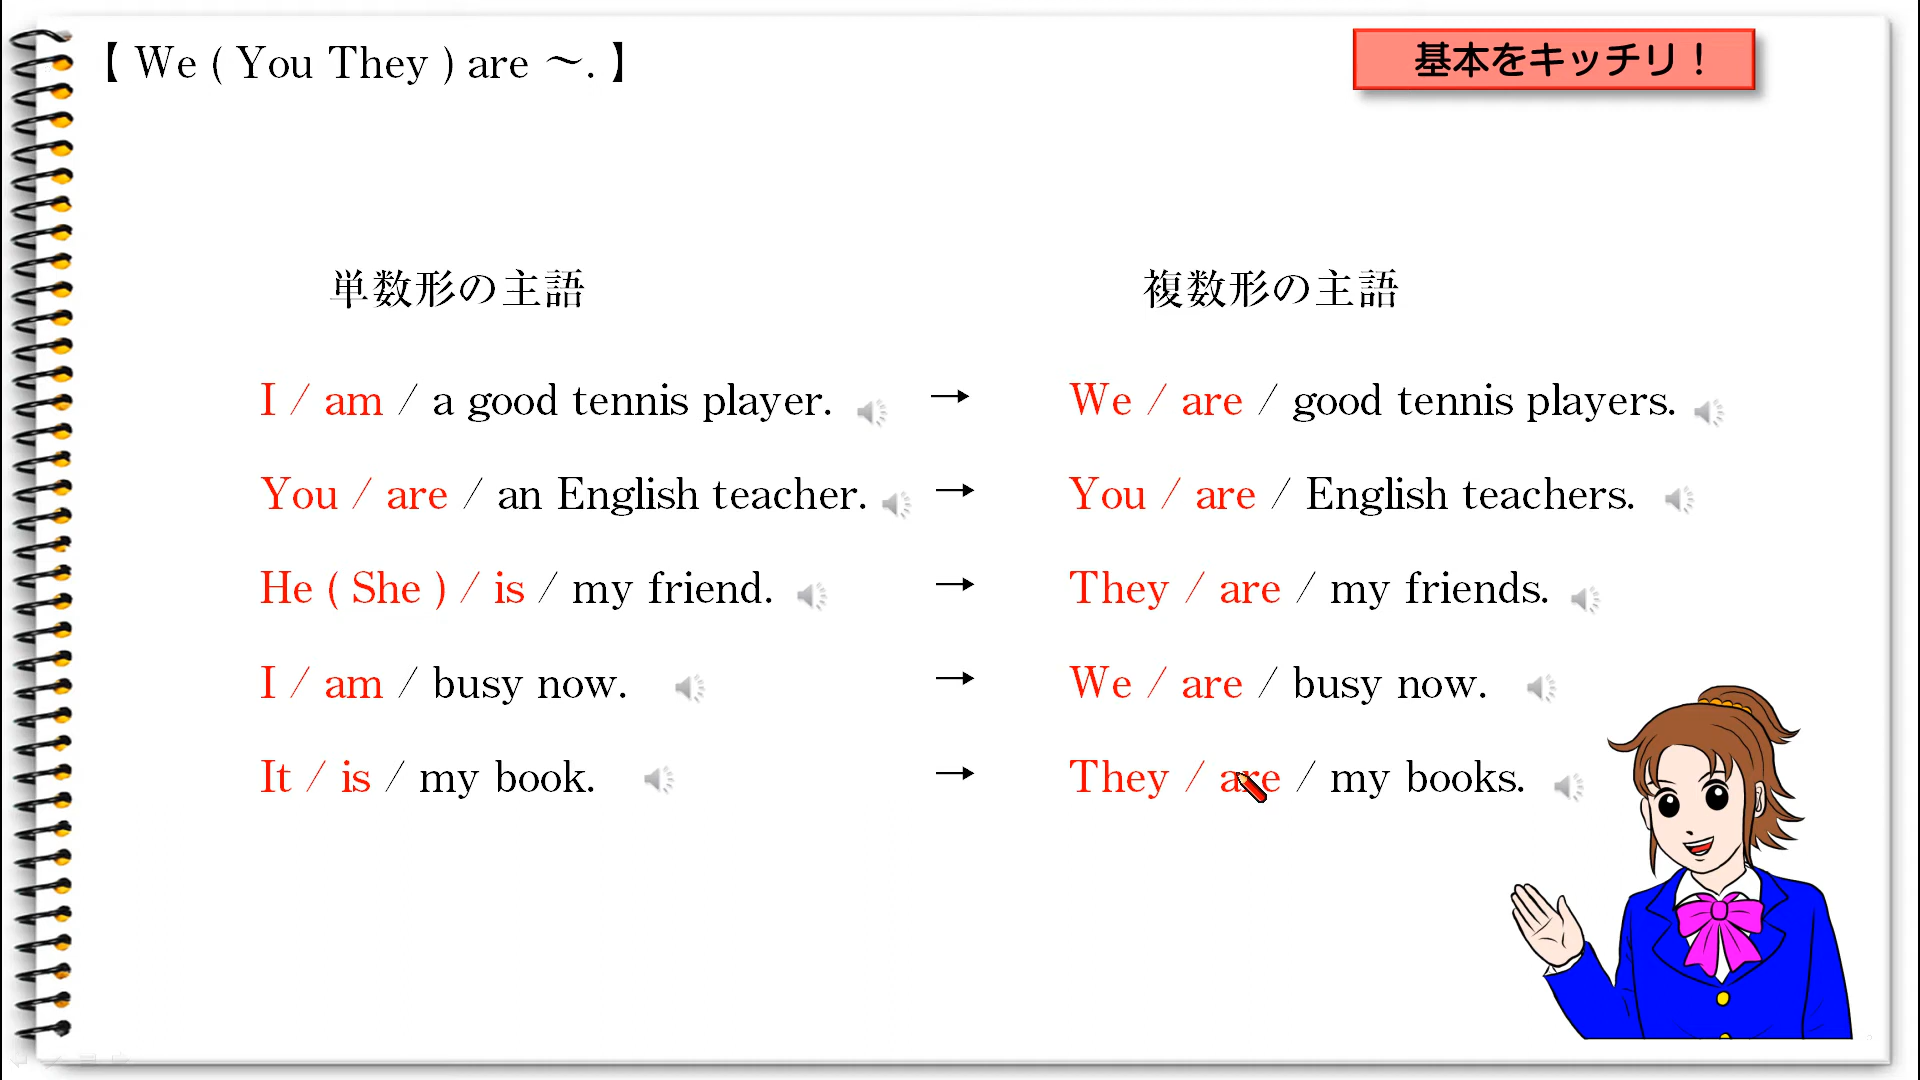 【 We ( You They ) are ～. 】
基本をキッチリ！
単数形の主語
複数形の主語
I / am / a good tennis player. → We / are / good tennis players.
You / are / an English teacher. → You / are / English teachers.
He ( She ) / is / my friend. → They / are / my friends.
I / am / busy now. → We / are / busy now.
It / is / my book. → They / are / my books.